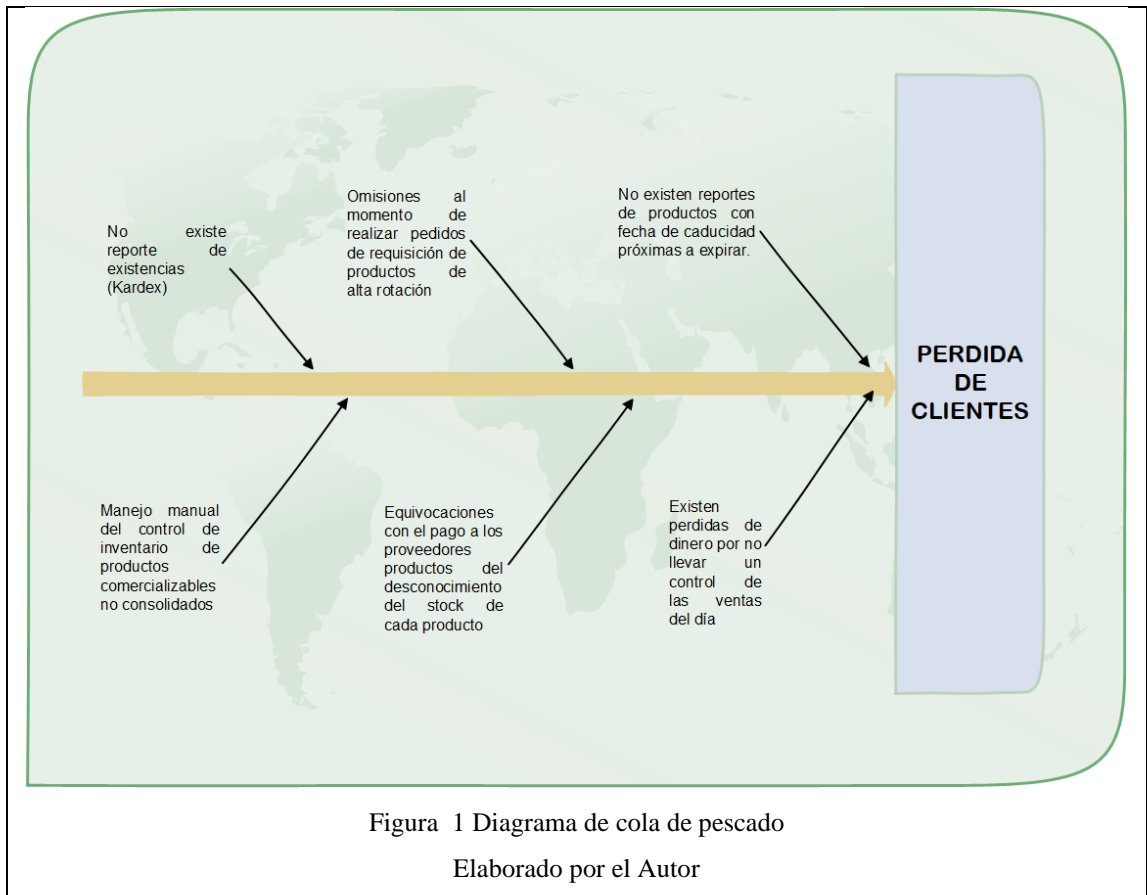 No existe
reporte de
existencias
(Kardex)
Omisiones al
momento de
realizar pedidos
de requisición de
productos de
alta rotación
No existen reportes
de productos con
fecha de caducidad
próximas a expirar.
PERDIDA
DE
CLIENTES
Manejo manual
del control de
inventario de
productos
comercializables
no consolidados
Equivocaciones
con el pago a los
proveedores
productos del
desconocimiento
del stock de
cada producto
Existen
perdidas de
dinero por no
llevar un
control de
las ventas
del día
Figura 1 Diagrama de cola de pescado
Elaborado por el Autor